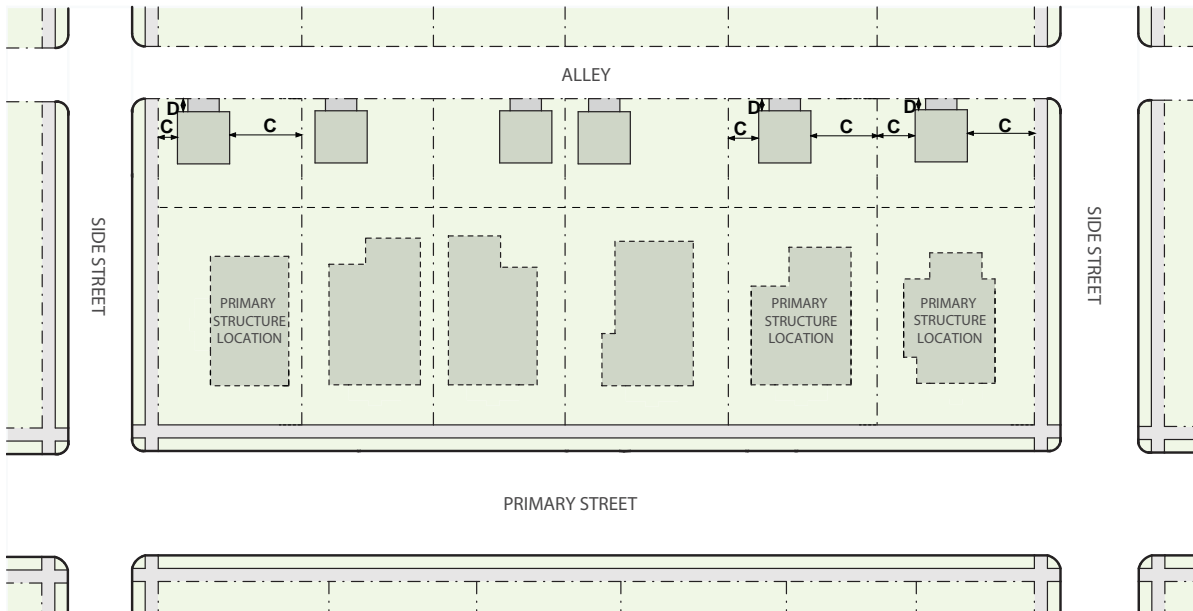 ALLEY
D
D
D
C
C
C
C
C
C
SIDE STREET
SIDE STREET
PRIMARY
STRUCTURE
LOCATION
PRIMARY
STRUCTURE
LOCATION
PRIMARY
STRUCTURE
LOCATION
PRIMARY STREET